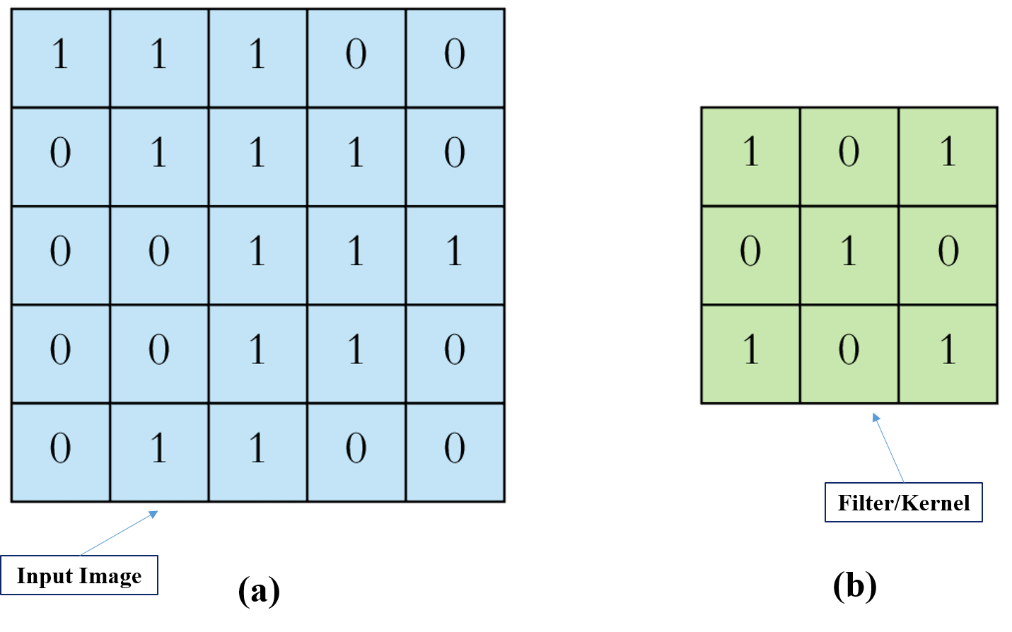 1 1 1 0 0
0 1 1 1 0
0 0 1 1 1
0 0 1 1 0
0 1 1 0 0
Input Image
(a)
1 0 1
0 1 0
1 0 1
Filter/Kernel
(b)